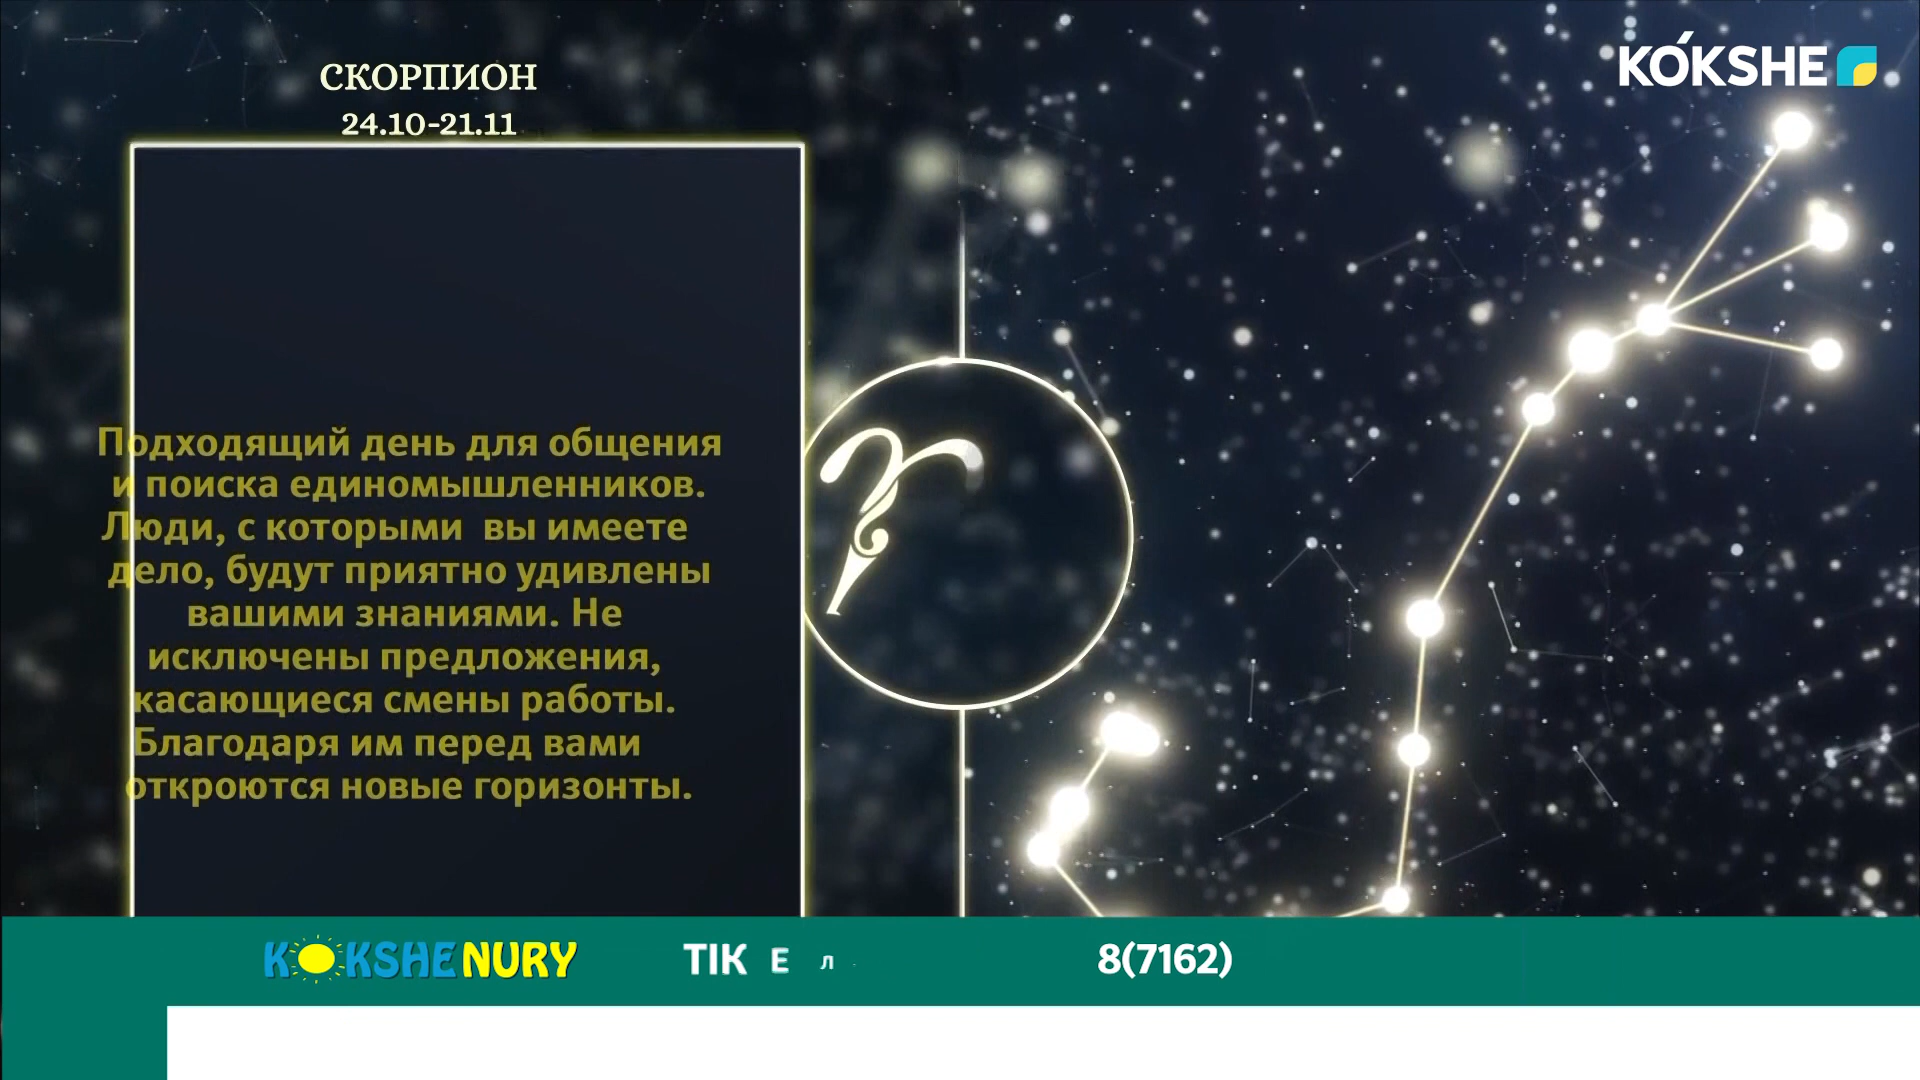 KÓKSHE
СКОРПИОН
24.10-21.11
Подходящий день для общения
и поиска единомышленников.
Люди, с которыми вы имеете
дело, будут приятно удивлены
вашими знаниями. Не
исключены предложения,
касающиеся смены работы.
Благодаря им перед вами
откроются новые горизонты.
KOKSHE NURY
ТІК Е Л
8(7162)